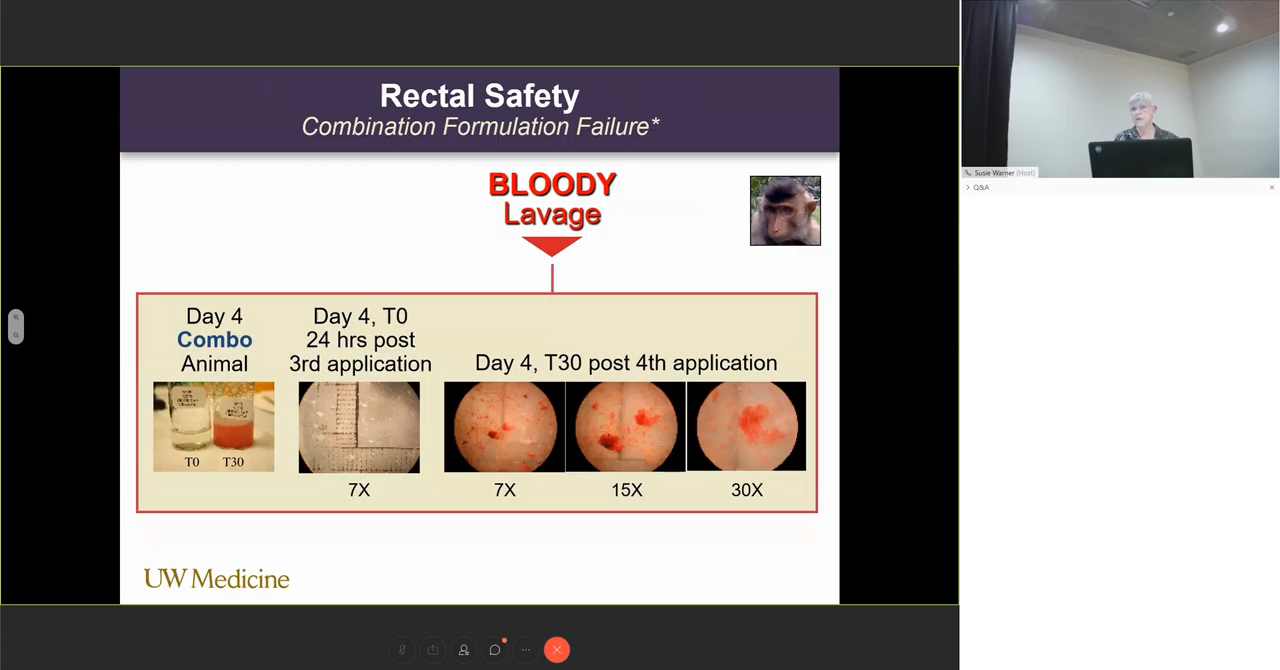 Rectal Safety
Combination Formulation Failure*
BLOODY
Lavage
Day 4
Combo
Animal
T0 T30
Day 4, T0
24 hrs post
3rd application
7X
Day 4, T30 post 4th application
7X 15X 30X
UW Medicine
Susie Warner (Host)
Q&A